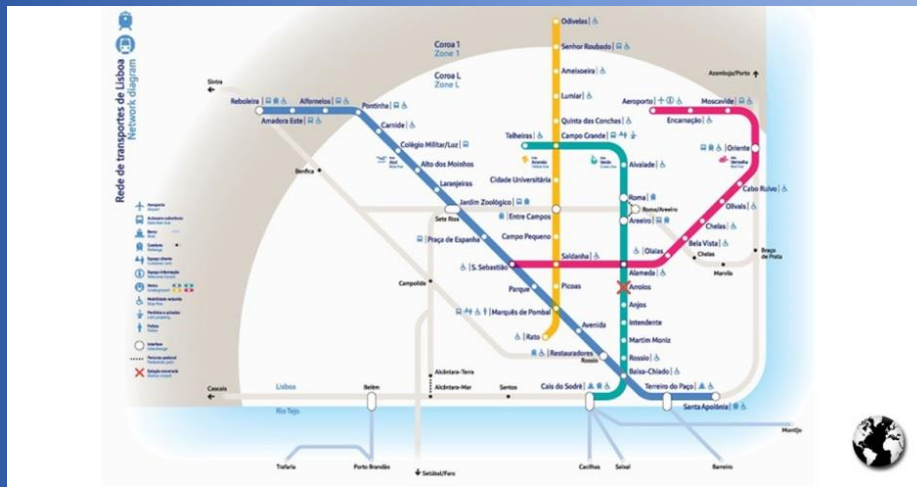 Rede de transportes de Lisboa
Network diagram
Coroa 1
Zone 1
Coroa L
Zone L
Sintra
Azambuja/Porto
Odivelas
Senhor Roubado
Ameixoeira
Lumiar
Quinta das Conchas
Telheiras
Campo Grande
Reboleira
Alfornelos
Pontinha
Amadora Este
Carnide
Colégio Militar/Luz
Alto dos Moinhos
Laranjeiras
Jardim Zoológico
Sete Rios
Benfica
Aeroporto
Moscavide
Encarnação
Oriente
Alvalade
Cidade Universitária
Roma
Roma/Areeiro
Entre Campos
Areeiro
Cabo Ruivo
Olivais
Chelas
Bela Vista
Olaias
Chelas
Marvila
Braço
de Prata
Praça de Espanha
Campo Pequeno
S. Sebastião
Saldanha
Alameda
Campolide
Parque
Picoas
Arroios
Anjos
Marquês de Pombal
Avenida
Intendente
Rato
Martim Moniz
Restauradores
Rossio
Rossio
Baixa-Chiado
Alcântara-Terra
Alcântara-Mar
Santos
Cais do Sodré
Terreiro do Paço
Santa Apolónia
Cascais
Lisboa
Belém
Rio Tejo
Montijo
Trafaria
Porto Brandão
Setúbal/Faro
Cacilhas
Seixal
Barreiro